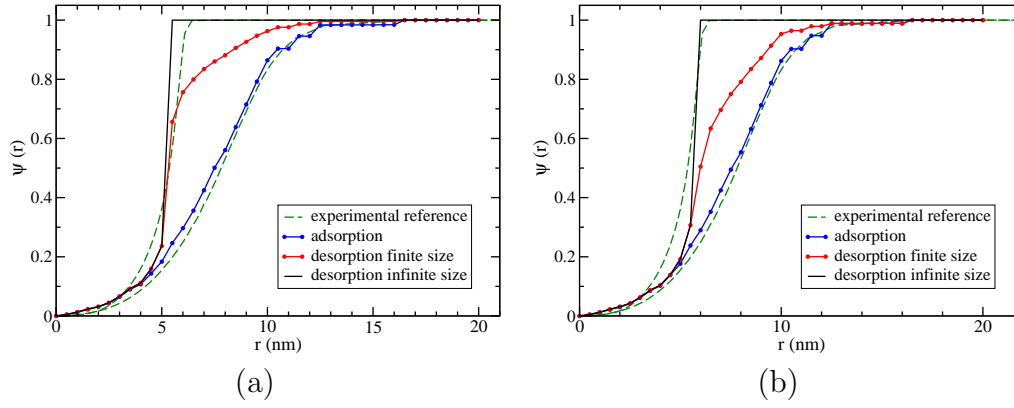 1
0.8
0.6
0.4
0.2
0
ψ (r)
experimental reference
adsorption
desorption finite size
desorption infinite size
0 5 10 15 20
r (nm)
(a)
1
0.8
0.6
0.4
0.2
0
ψ (r)
experimental reference
adsorption
desorption finite size
desorption infinite size
0 10 20
r (nm)
(b)